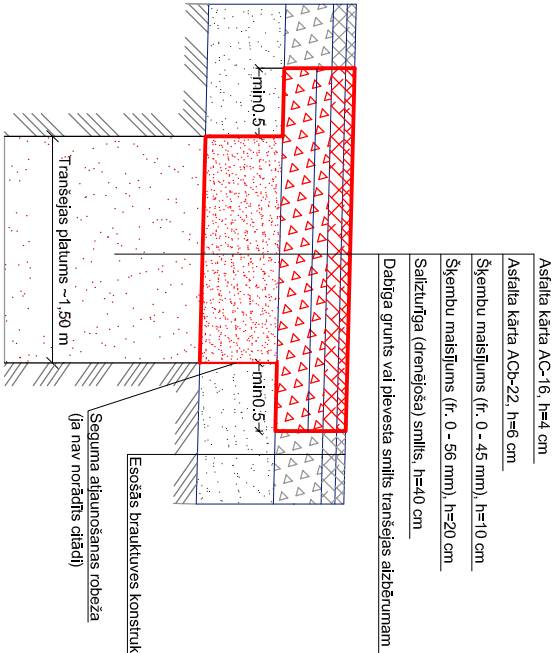 Asfalta kārta AC-16, h=4 cm
Asfalta kārta ACb-22, h=6 cm
Šķembu maisījums (fr. 0 - 45 mm), h=10 cm
Šķembu maisījums (fr. 0 - 56 mm), h=20 cm
Salizturīga (drenējoša) smilts, h=40 cm
Dabīga grunts vai pievesta smilts tranšejas aizbērumam
min0.5
min0.5
Tranšejas platums ~1,50 m
Esošās brauktuves konstruk
Seguma atjaunošanas robeža
(ja nav norādīts citādi)